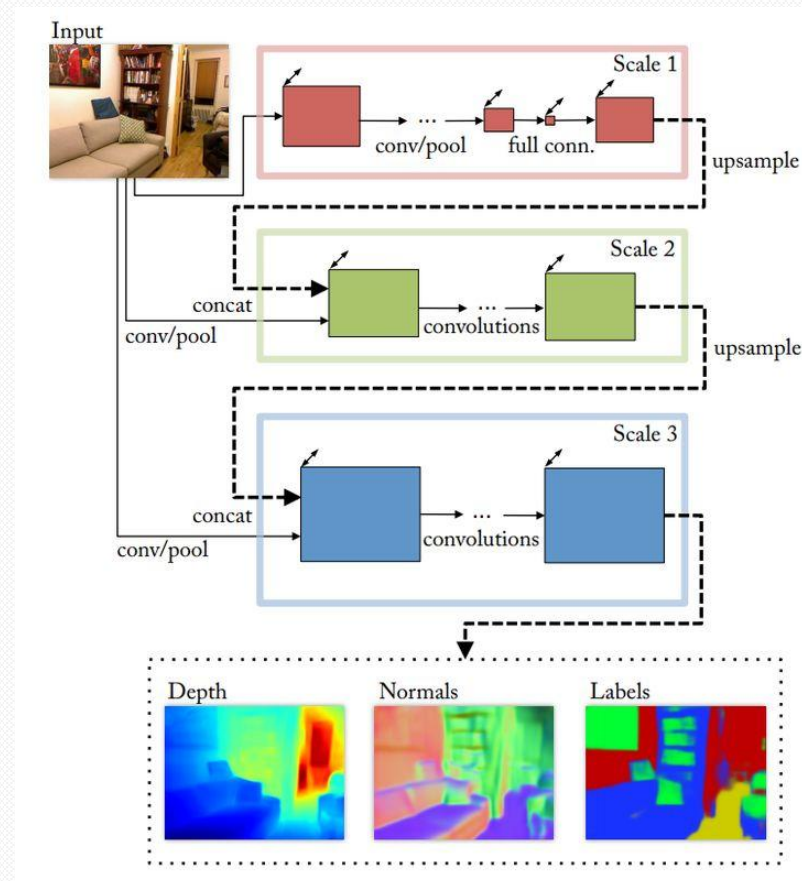 Input
Scale 1
...
conv/pool
full conn.
upsample
Scale 2
concat
...
convolutions
conv/pool
upsample
Scale 3
concat
...
convolutions
conv/pool
Depth
Normals
Labels